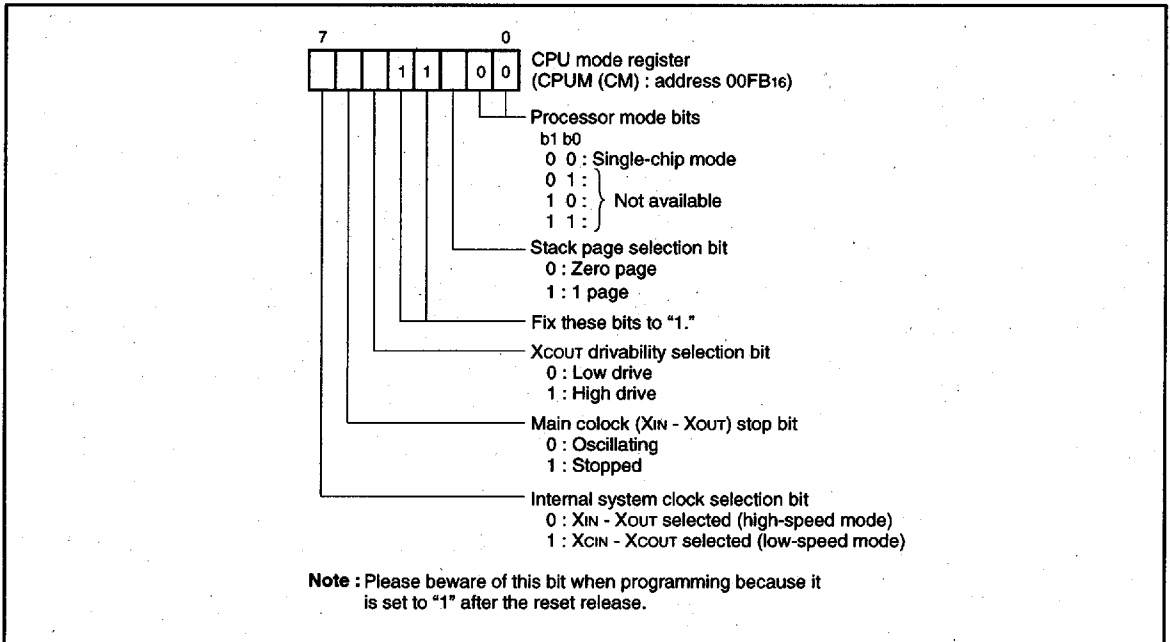 7 0
1 1 0 0
CPU mode register
(CPUM (CM) : address 00FB16)
Processor mode bits
b1 b0
0 0 : Single-chip mode
0 1 :
1 0 : Not available
1 1 :
Stack page selection bit
0 : Zero page
1 : 1 page
Fix these bits to “1.”
XCOUT drivability selection bit
0 : Low drive
1 : High drive
Main colock (XIN - XOUT) stop bit
0 : Oscillating
1 : Stopped
Internal system clock selection bit
0 : XIN - XOUT selected (high-speed mode)
1 : XCIN - XCOUT selected (low-speed mode)
Note : Please beware of this bit when programming because it
is set to “1” after the reset release.